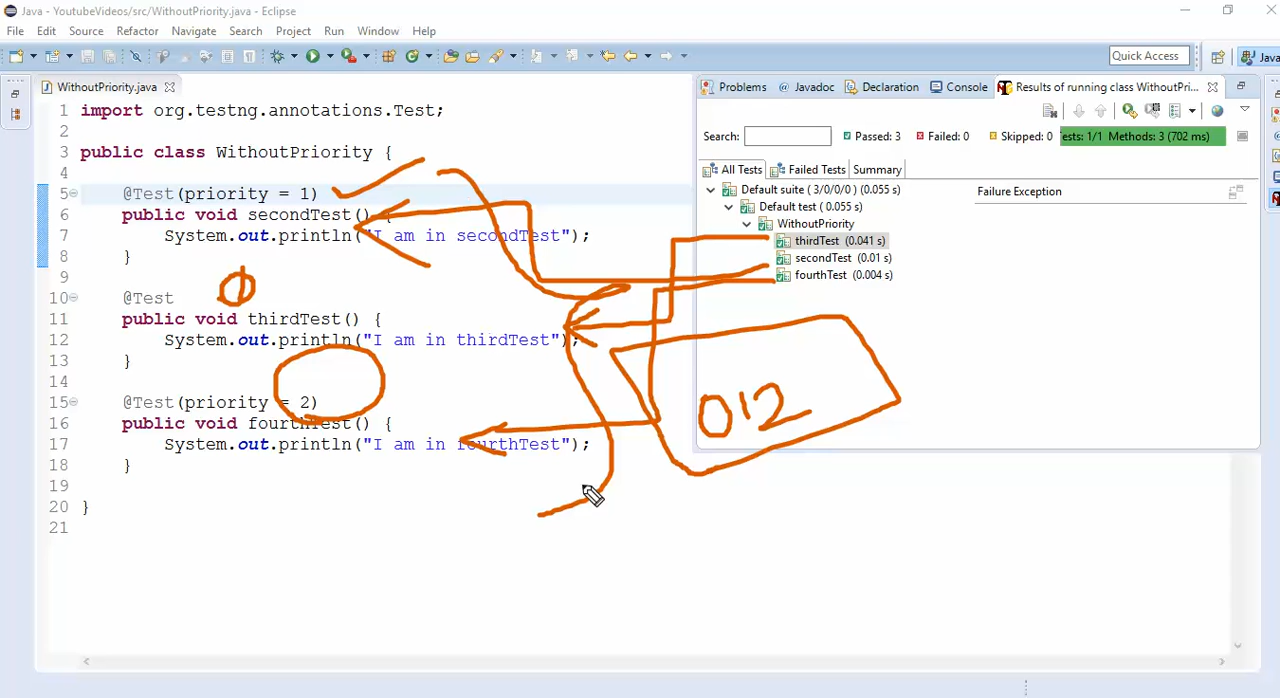 Java - YoutubeVideos/src/WithoutPriority.java - Eclipse
File Edit Source Refactor Navigate Search Project Run Window Help
Quick Access
Java
WithoutPriority.java
1 import org.testng.annotations.Test;
2
3 public class WithoutPriority {
4
5 @Test(priority = 1)
6 public void secondTest() {
7 System.out.println("I am in secondTest");
8 }
9
10 @Test
11 public void thirdTest() {
12 System.out.println("I am in thirdTest");
13 }
14
15 @Test(priority = 2)
16 public void fourthTest() {
17 System.out.println("I am in fourthTest");
18 }
19
20 }
21
Problems @ Javadoc Declaration Console Results of running class WithoutPri...
Search: Passed: 3 Failed: 0 Skipped: 0 ests: 1/1 Methods: 3 (702 ms)
All Tests Failed Tests Summary
Default suite ( 3/0/0/0 ) (0.055 s)
Default test ( 0.055 s)
WithoutPriority
thirdTest (0.041 s)
secondTest (0.01 s)
fourthTest (0.004 s)
Failure Exception
0
012